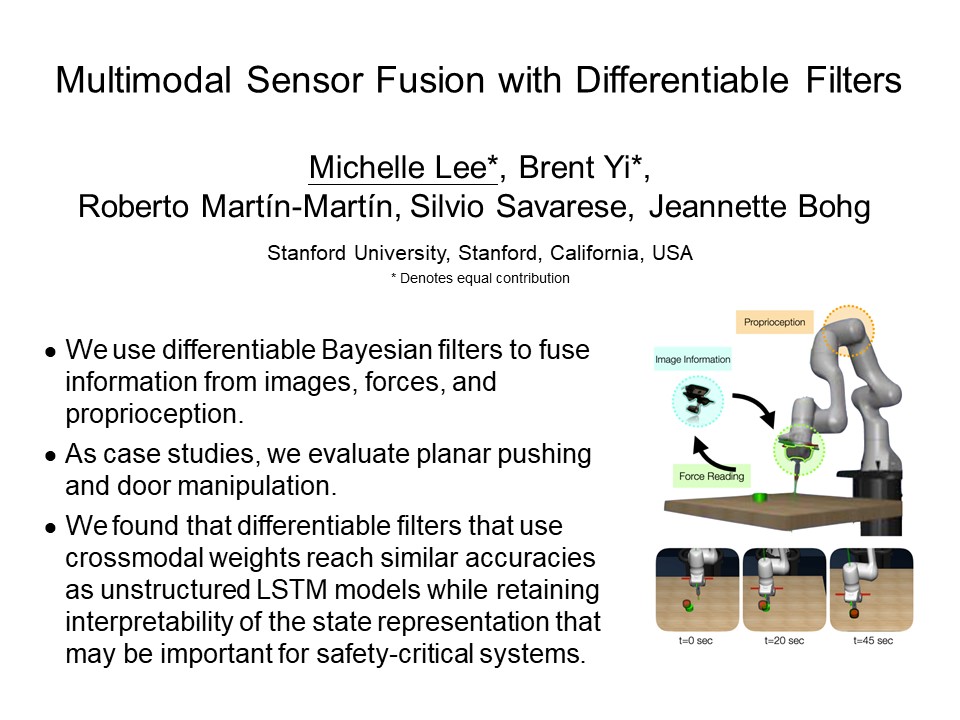 Multimodal Sensor Fusion with Differentiable Filters
Michelle Lee*, Brent Yi*,
Roberto Martín-Martín, Silvio Savarese, Jeannette Bohg
Stanford University, Stanford, California, USA
* Denotes equal contribution
● We use differentiable Bayesian filters to fuse
information from images, forces, and
proprioception.
● As case studies, we evaluate planar pushing
and door manipulation.
● We found that differentiable filters that use
crossmodal weights reach similar accuracies
as unstructured LSTM models while retaining
interpretability of the state representation that
may be important for safety-critical systems.
Proprioception
Image Information
Force Reading
t=0 sec
t=20 sec
t=45 sec